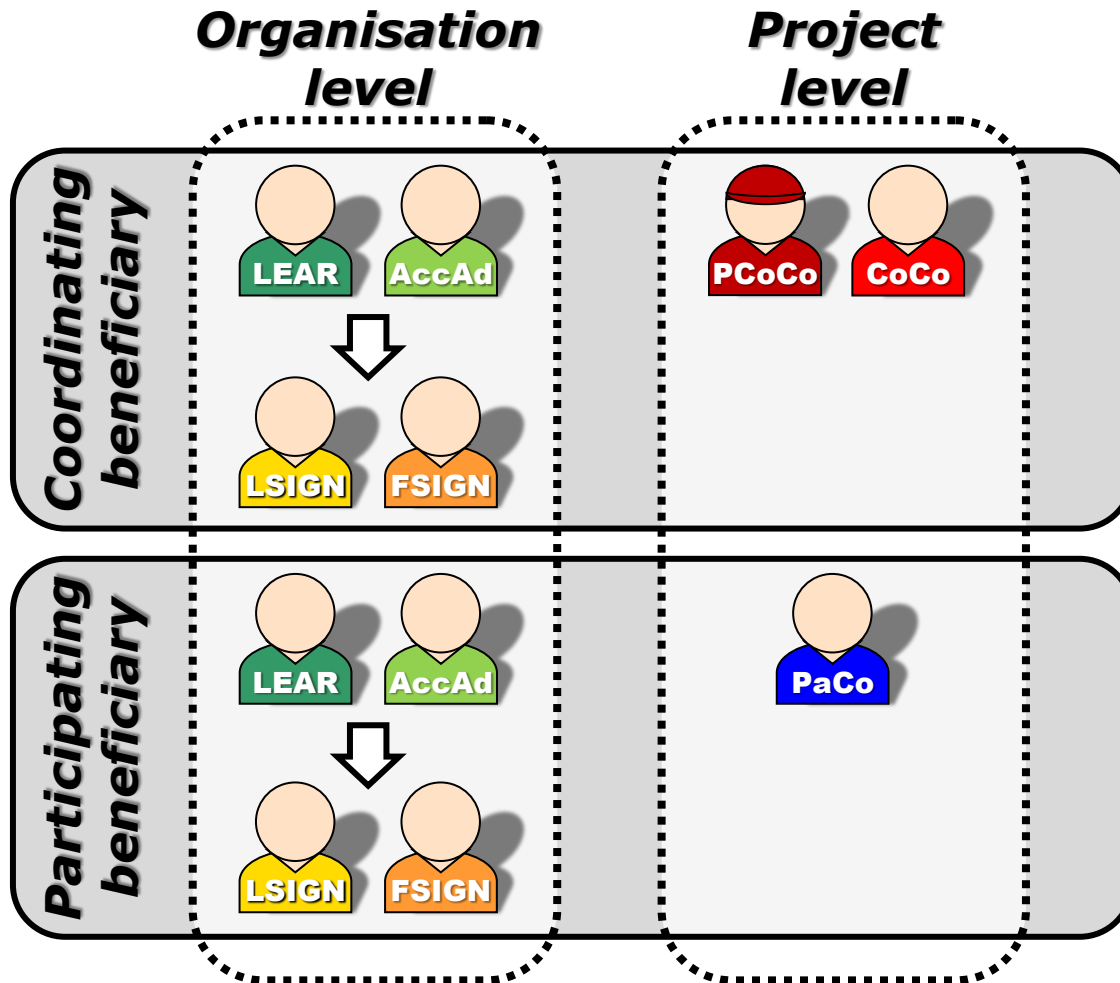 Organisation
level
Project
level
Coordinating
beneficiary
LEAR
AccAd
PCoCo
CoCo
LSIGN
FSIGN
Participating
beneficiary
LEAR
AccAd
PaCo
LSIGN
FSIGN